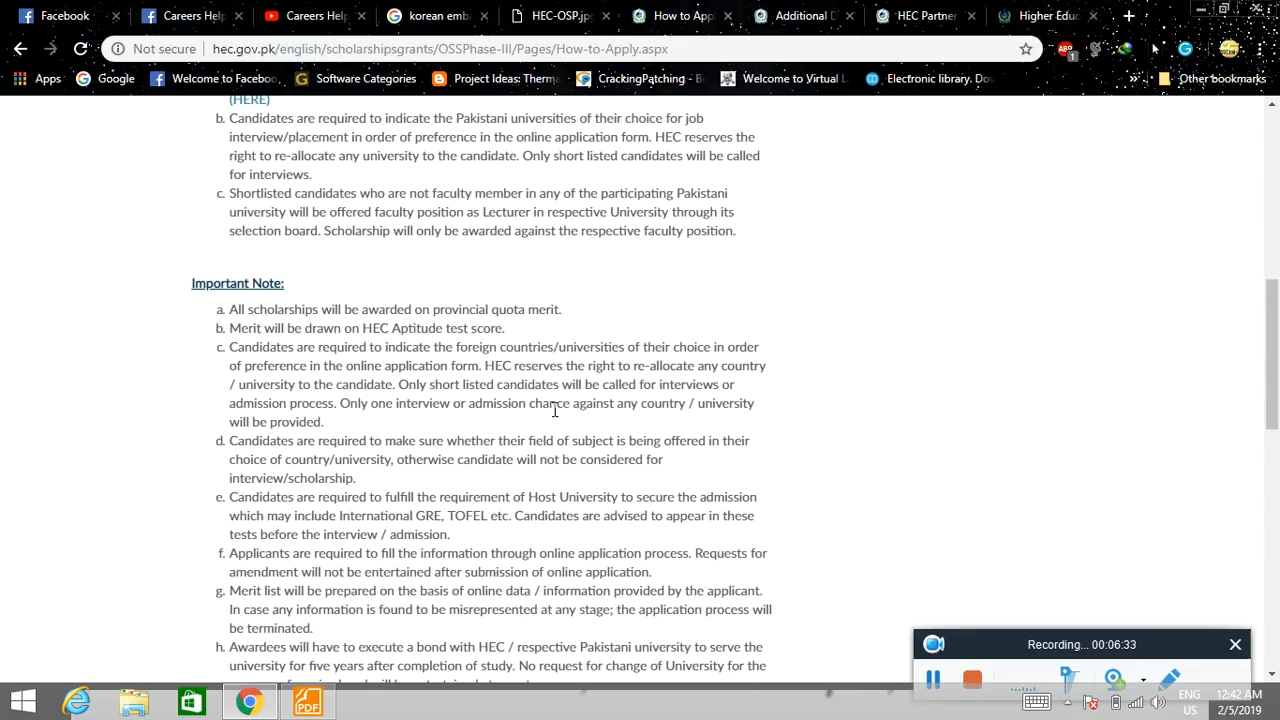 Facebook
Careers Help
Careers Help
korean emb
HEC-OSP.jp
How to Ap
Additional D
HEC Partner
Higher Educ
Not secure
hec.gov.pk/english/scholarshipsgrants/OSSPhase-III/Pages/How-to-Apply.aspx
ABP
1
Apps
Google
Welcome to Faceboo
Software Categories
Project Ideas: Therma
CrackingPatching - B
Welcome to Virtual L
Electronic library. Do
Other bookmarks
(HERE)
b. Candidates are required to indicate the Pakistani universities of their choice for job
interview/placement in order of preference in the online application form. HEC reserves the
right to re-allocate any university to the candidate. Only short listed candidates will be called
for interviews.
c. Shortlisted candidates who are not faculty member in any of the participating Pakistani
university will be offered faculty position as Lecturer in respective University through its
selection board. Scholarship will only be awarded against the respective faculty position.
Important Note:
a. All scholarships will be awarded on provincial quota merit.
b. Merit will be drawn on HEC Aptitude test score.
c. Candidates are required to indicate the foreign countries/universities of their choice in order
of preference in the online application form. HEC reserves the right to re-allocate any country
/ university to the candidate. Only short listed candidates will be called for interviews or
admission process. Only one interview or admission chance against any country / university
will be provided.
d. Candidates are required to make sure whether their field of subject is being offered in their
choice of country/university, otherwise candidate will not be considered for
interview/scholarship.
e. Candidates are required to fulfill the requirement of Host University to secure the admission
which may include International GRE, TOFEL etc. Candidates are advised to appear in these
tests before the interview / admission.
f. Applicants are required to fill the information through online application process. Requests for
amendment will not be entertained after submission of online application.
g. Merit list will be prepared on the basis of online data / information provided by the applicant.
In case any information is found to be misrepresented at any stage; the application process will
be terminated.
h. Awardees will have to execute a bond with HEC / respective Pakistani university to serve the
university for five years after completion of study. No request for change of University for the
Recording... 00:06:33
PDF
ENG
US
12:42 AM
2/5/2019